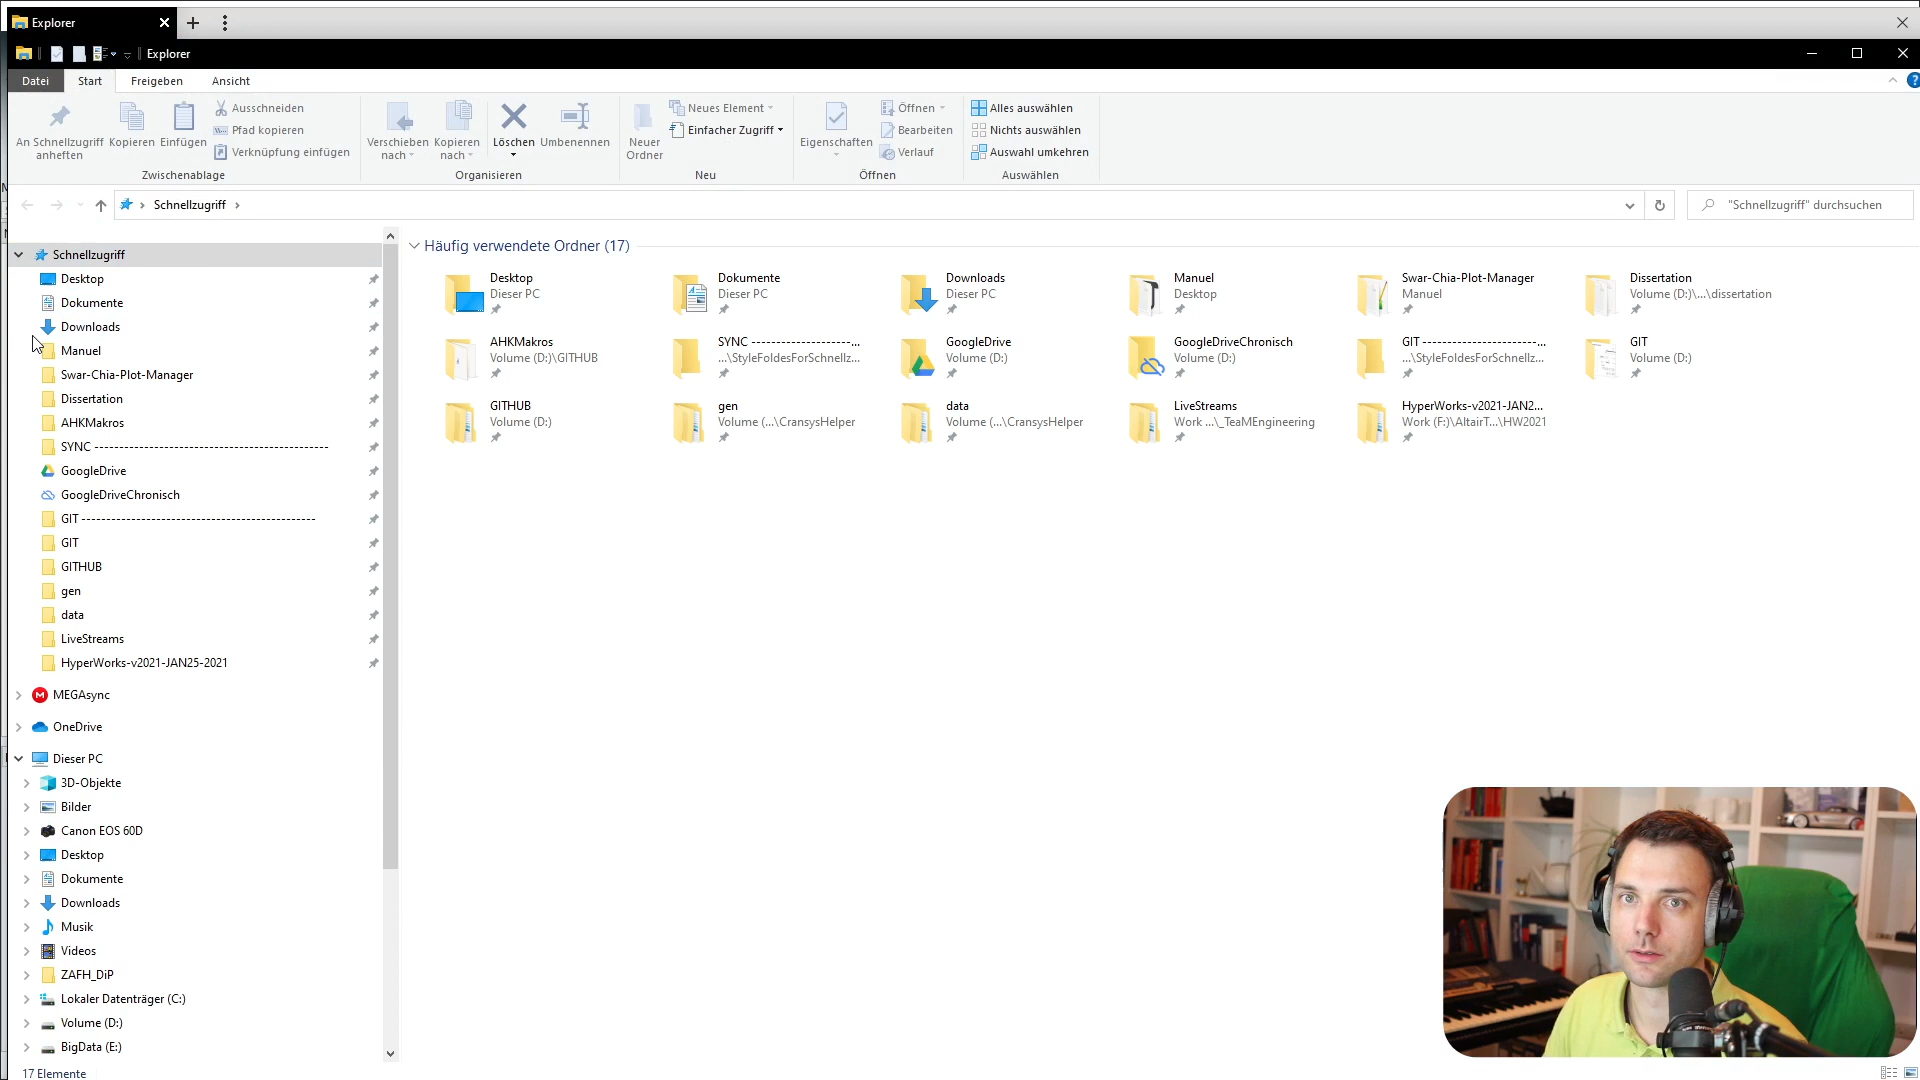 Explorer
Explorer
Datei Start Freigeben Ansicht
An Schnellzugriff anheften
Kopieren
Einfügen
Ausschneiden
Pfad kopieren
Verknüpfung einfügen
Zwischenablage
Verschieben nach
Kopieren nach
Löschen
Umbenennen
Organisieren
Neuer Ordner
Neues Element
Einfacher Zugriff
Neu
Eigenschaften
Öffnen
Bearbeiten
Verlauf
Öffnen
Alles auswählen
Nichts auswählen
Auswahl umkehren
Auswählen
Schnellzugriff
"Schnellzugriff" durchsuchen
Schnellzugriff
Desktop
Dokumente
Downloads
Manuel
Swar-Chia-Plot-Manager
Dissertation
AHKMakros
SYNC -----------------------------------------------
GoogleDrive
GoogleDriveChronisch
GIT -----------------------------------------------
GIT
GITHUB
gen
data
LiveStreams
HyperWorks-v2021-JAN25-2021
MEGAsync
OneDrive
Dieser PC
3D-Objekte
Bilder
Canon EOS 60D
Desktop
Dokumente
Downloads
Musik
Videos
ZAFH_DiP
Lokaler Datenträger (C:)
Volume (D:)
BigData (E:)
17 Elemente
Häufig verwendete Ordner (17)
Desktop
Dieser PC
Dokumente
Dieser PC
Downloads
Dieser PC
Manuel
Desktop
Swar-Chia-Plot-Manager
Manuel
Dissertation
Volume (D:)\...\dissertation
AHKMakros
Volume (D:)\GITHUB
SYNC ---------------------...
...\StyleFoldesForSchnellz...
GoogleDrive
Volume (D:)
GoogleDriveChronisch
Volume (D:)
GIT ------------------------...
...\StyleFoldesForSchnellz...
GIT
Volume (D:)
GITHUB
Volume (D:)
gen
Volume (...\CransysHelper
data
Volume (...\CransysHelper
LiveStreams
Work ...\_TeaMEngineering
HyperWorks-v2021-JAN2...
Work (F:)\AltairT...\HW2021